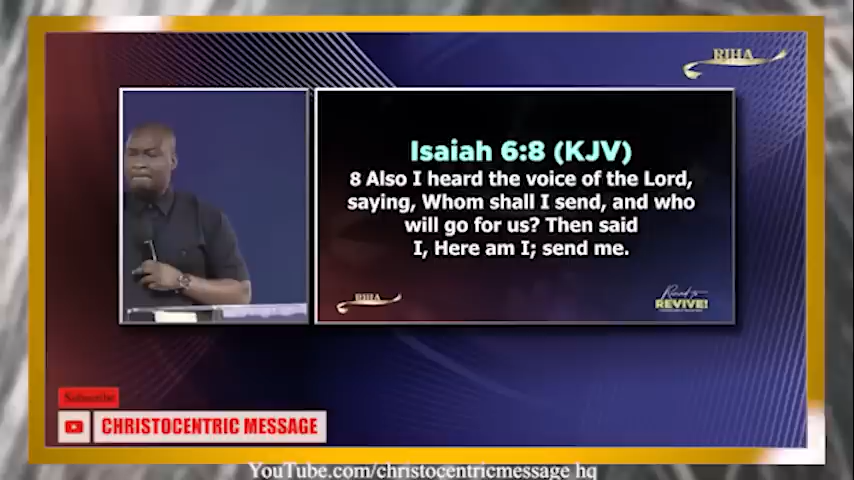 RIHA
Isaiah 6:8 (KJV)
8 Also I heard the voice of the Lord,
saying, Whom shall I send, and who
will go for us? Then said
I, Here am I; send me.
RIHA
REVIVE!
Subscribe
CHRISTOCENTRIC MESSAGE
YouTube.com/christocentricmessage hq